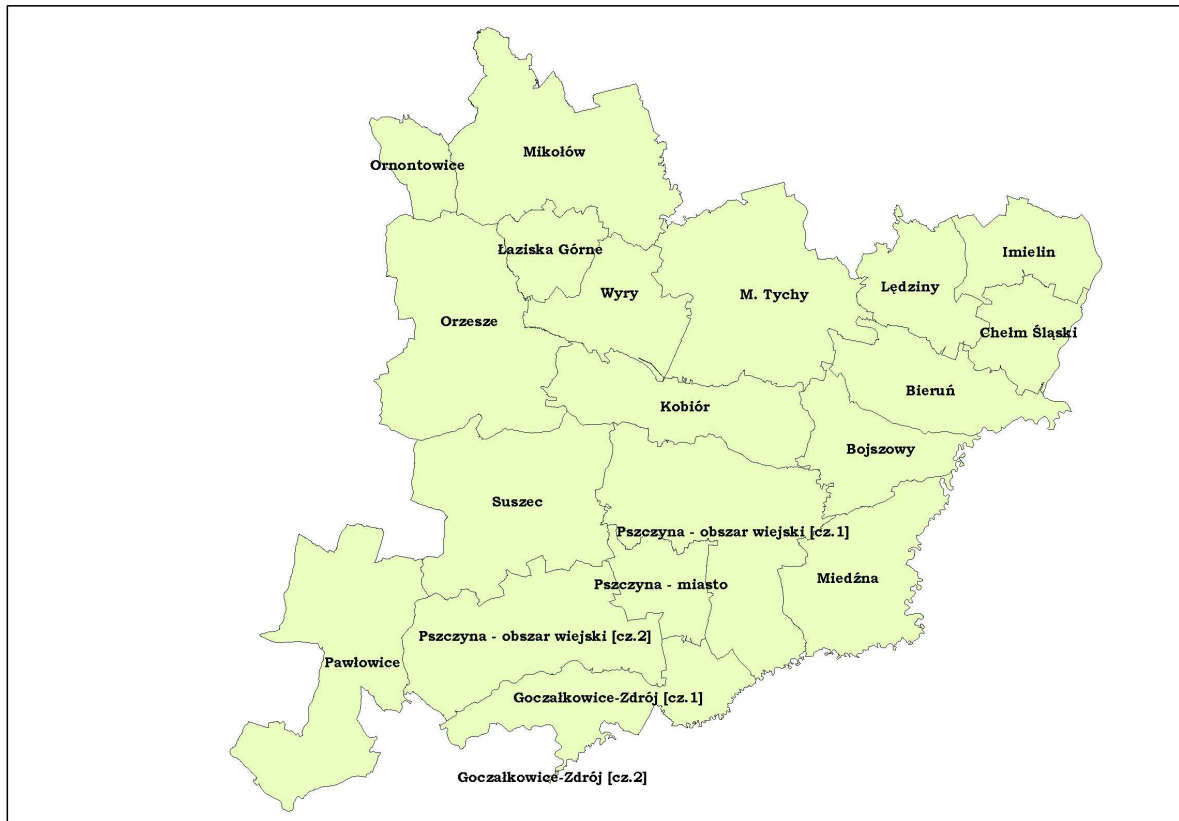 Mikołów
Ornontowice
Łaziska Górne
Imielin
Wyry
M. Tychy
Lędziny
Orzesze
Chełm Śląski
Bieruń
Kobiór
Bojszowy
Suszec
Pszczyna - obszar wiejski [cz.1]
Pszczyna - miasto
Miedźna
Pszczyna - obszar wiejski [cz.2]
Pawłowice
Goczałkowice-Zdrój [cz.1]
Goczałkowice-Zdrój [cz.2]